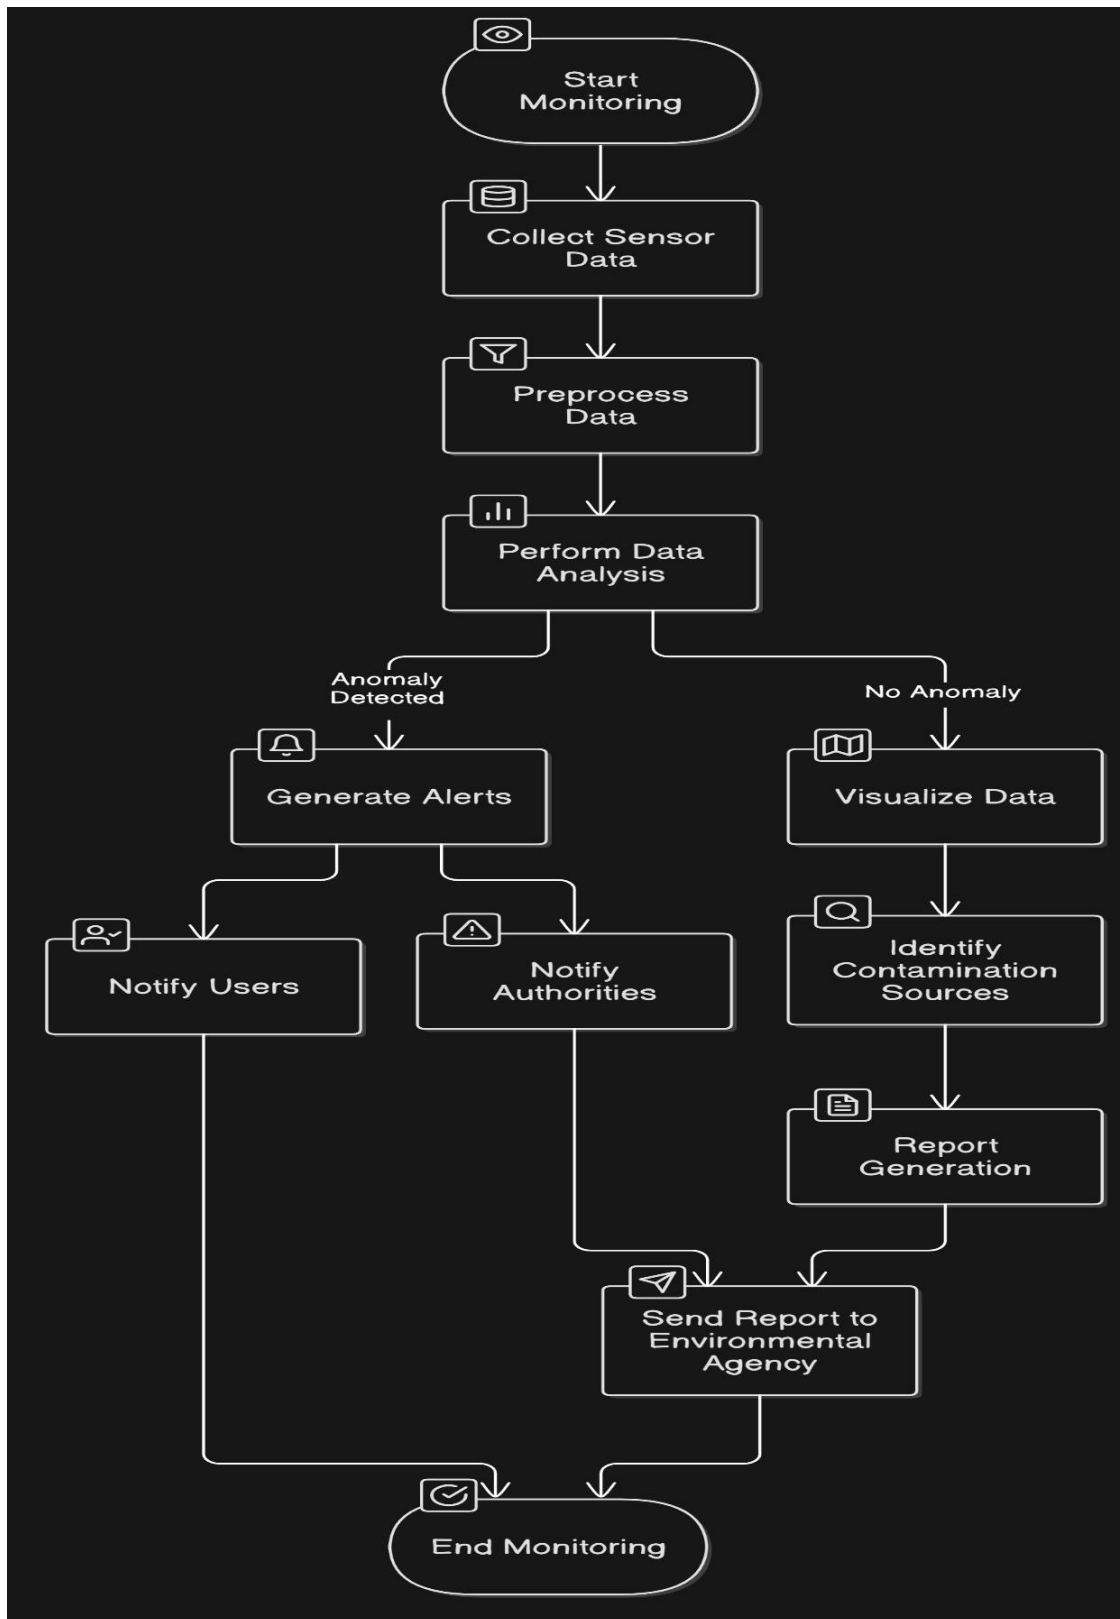 Start
Monitoring
Collect Sensor
Data
Preprocess
Data
Perform Data
Analysis
Anomaly
Detected
No Anomaly
Generate Alerts
Visualize Data
Notify Users
Notify
Authorities
Identify
Contamination
Sources
Report
Generation
Send Report to
Environmental
Agency
End Monitoring